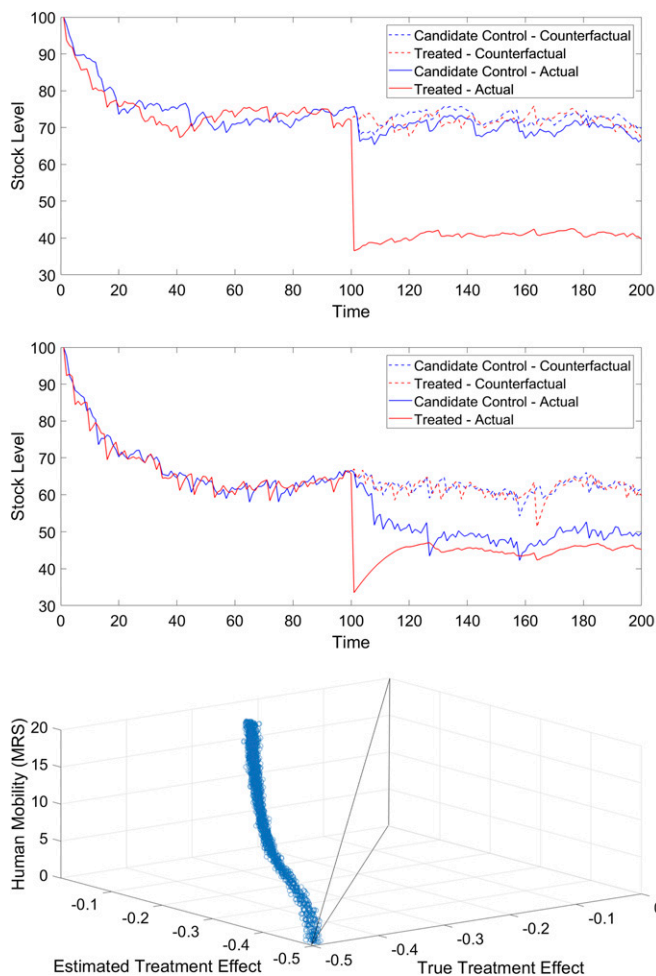 100
90
80
70
60
50
40
30
Stock Level
Candidate Control - Counterfactual
Treated - Counterfactual
Candidate Control - Actual
Treated - Actual
0 20 40 60 80 100 120 140 160 180 200
Time
100
90
80
70
60
50
40
30
Stock Level
Candidate Control - Counterfactual
Treated - Counterfactual
Candidate Control - Actual
Treated - Actual
0 20 40 60 80 100 120 140 160 180 200
Time
20
15
10
5
0
Human Mobility (MRS)
-0.1
-0.2
-0.3
-0.4
-0.5
Estimated Treatment Effect
-0.5
-0.4
-0.3
-0.2
-0.1
True Treatment Effect